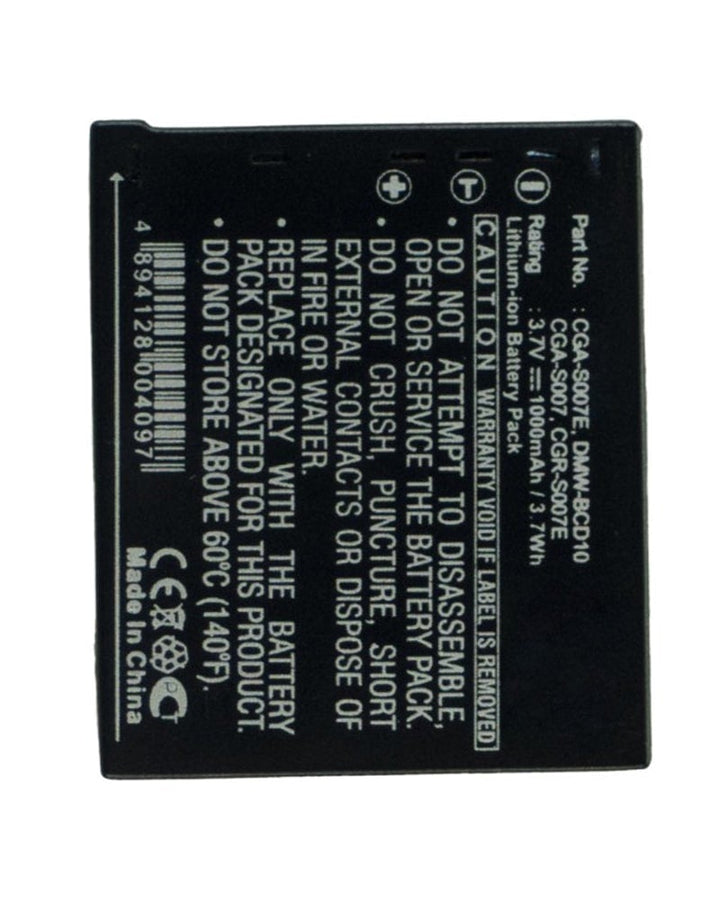 Part No. : CGA-S007E, DMW-BCD10
CGA-S007, CGR-S007E
Rating : 3.7V 1000mAh / 3.7Wh
Lithium-ion Battery Pack
CAUTION WARRANTY VOID IF LABEL IS REMOVED
• DO NOT ATTEMPT TO DISASSEMBLE,
OPEN OR SERVICE THE BATTERY PACK.
• DO NOT CRUSH, PUNCTURE, SHORT
EXTERNAL CONTACTS OR DISPOSE OF
IN FIRE OR WATER.
• REPLACE ONLY WITH THE BATTERY
PACK DESIGNATED FOR THIS PRODUCT.
• DO NOT STORE ABOVE 60°C (140°F).
− T +
4 894128 004097
CE PCT
Made In China